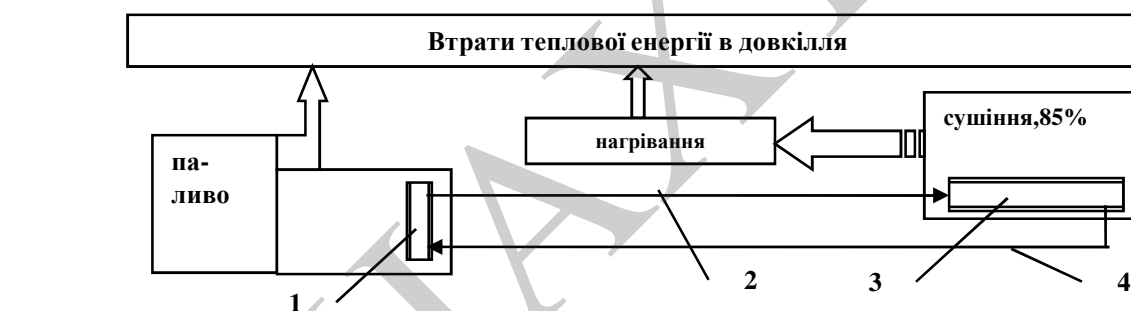 Втрати теплової енергії в довкілля
сушіння,85%
нагрівання
па-
ливо
1
2
3
4